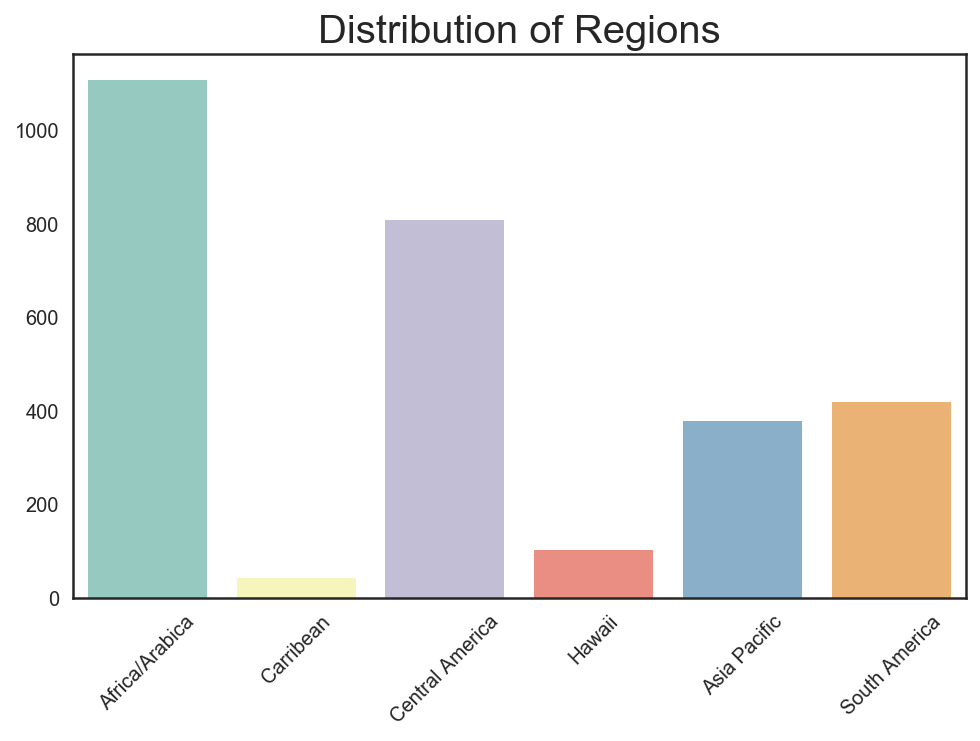 Distribution of Regions
1000
800
600
400
200
0
Africa/Arabica
Carribean
Central America
Hawaii
Asia Pacific
South America